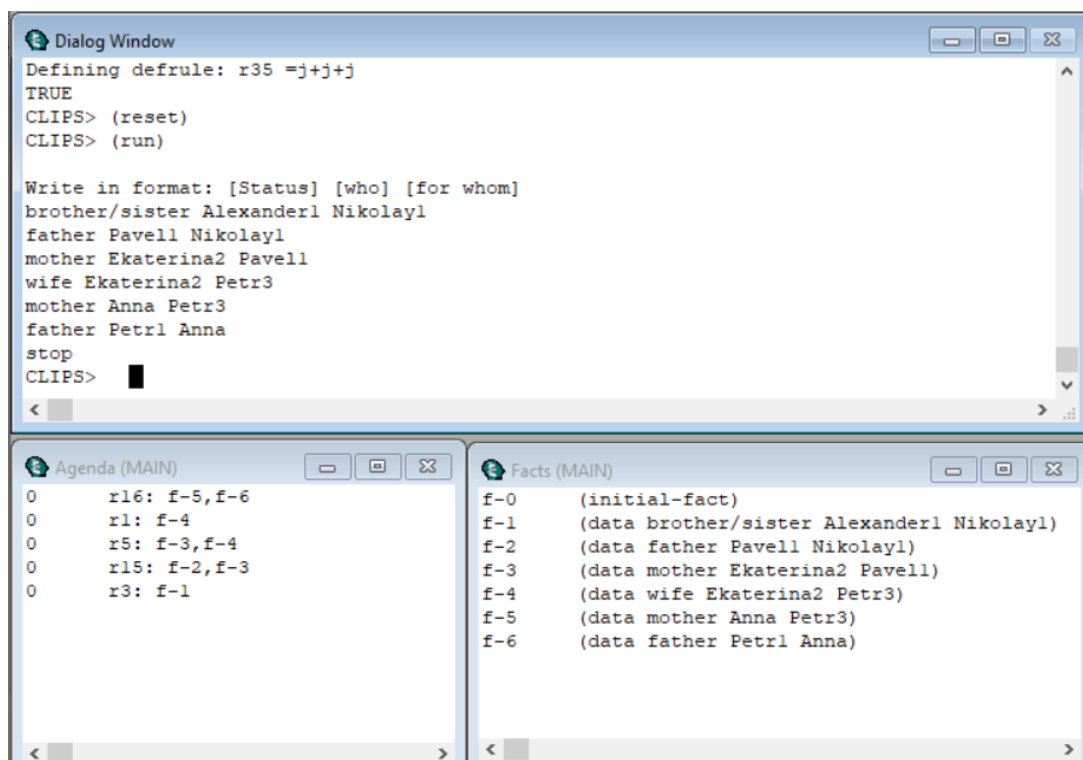 Dialog Window
Defining defrule: r35 =j+j+j
TRUE
CLIPS> (reset)
CLIPS> (run)
Write in format: [Status] [who] [for whom]
brother/sister Alexander1 Nikolay1
father Pavel1 Nikolay1
mother Ekaterina2 Pavel1
wife Ekaterina2 Petr3
mother Anna Petr3
father Petr1 Anna
stop
CLIPS>
Agenda (MAIN)
0 r16: f-5,f-6
0 r1: f-4
0 r5: f-3,f-4
0 r15: f-2,f-3
0 r3: f-1
Facts (MAIN)
f-0 (initial-fact)
f-1 (data brother/sister Alexander1 Nikolay1)
f-2 (data father Pavel1 Nikolay1)
f-3 (data mother Ekaterina2 Pavel1)
f-4 (data wife Ekaterina2 Petr3)
f-5 (data mother Anna Petr3)
f-6 (data father Petr1 Anna)